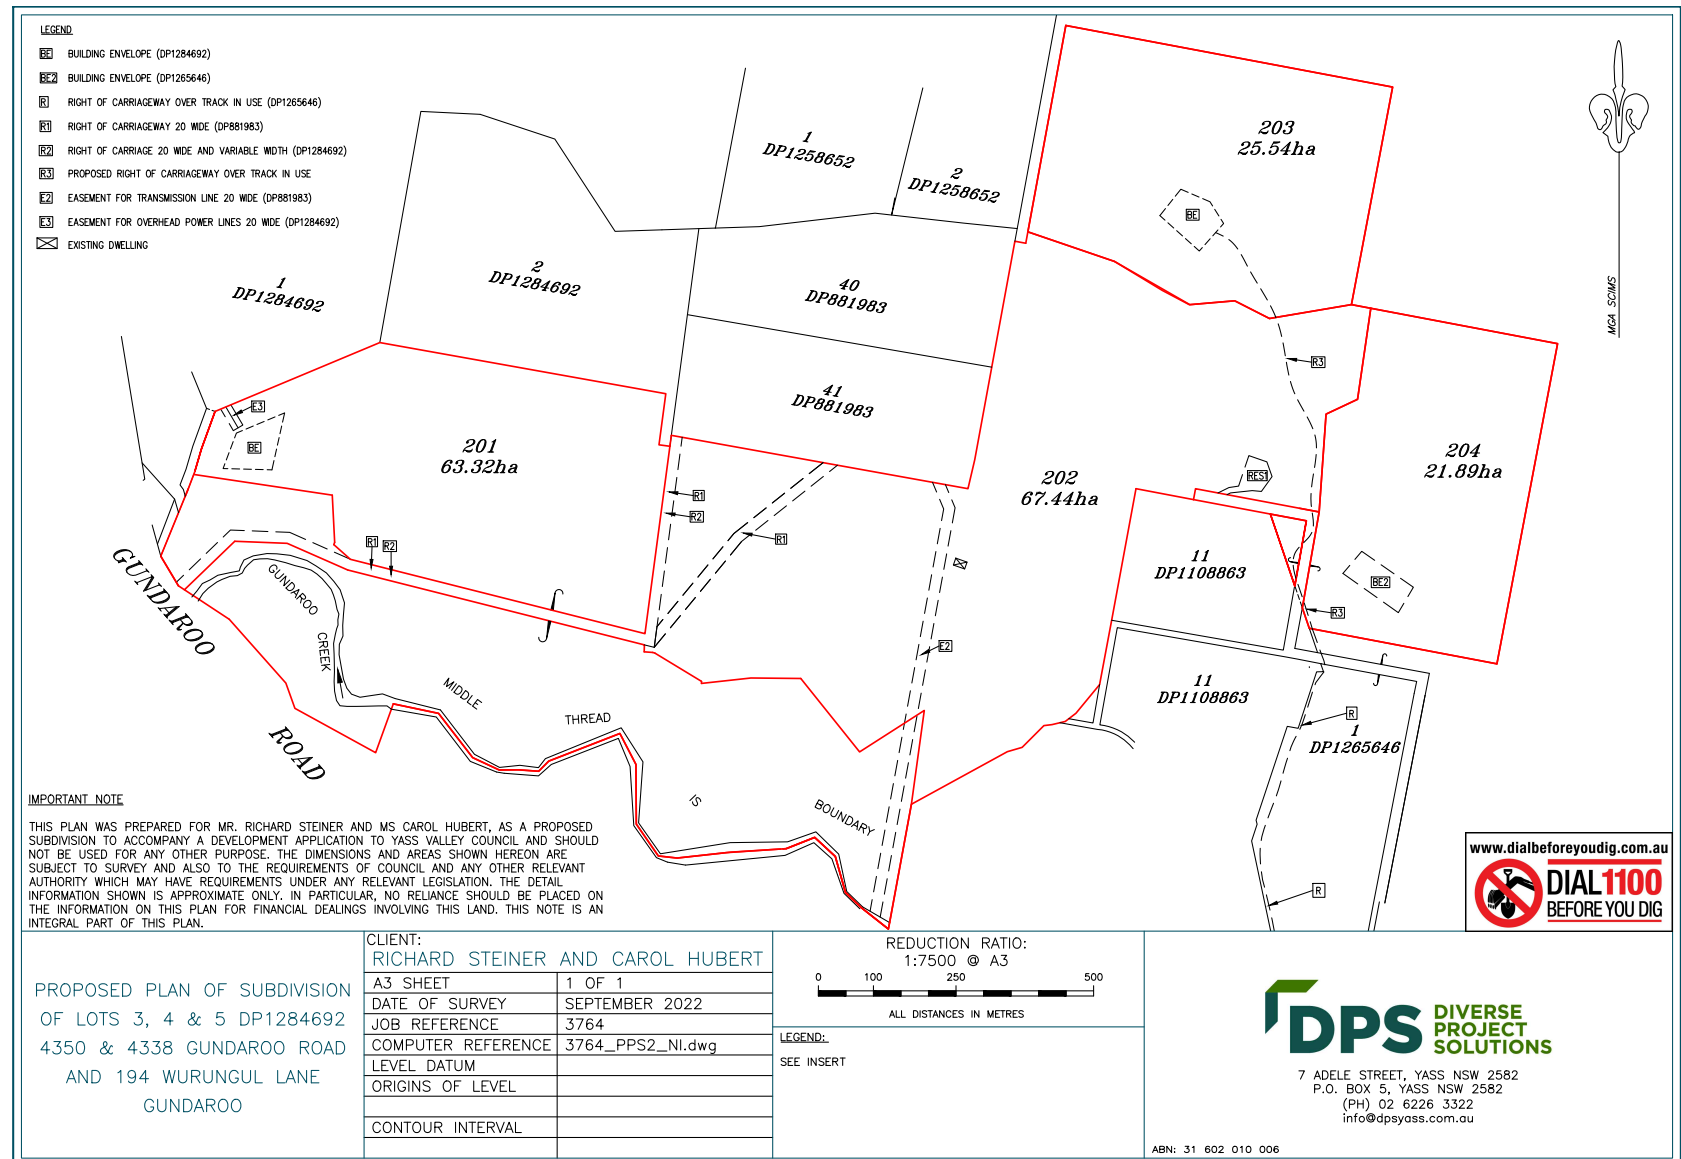 LEGEND
BE BUILDING ENVELOPE (DP1284692)
BE2 BUILDING ENVELOPE (DP1265646)
R RIGHT OF CARRIAGEWAY OVER TRACK IN USE (DP1265646)
R1 RIGHT OF CARRIAGEWAY 20 WIDE (DP881983)
R2 RIGHT OF CARRIAGE 20 WIDE AND VARIABLE WIDTH (DP1284692)
R3 PROPOSED RIGHT OF CARRIAGEWAY OVER TRACK IN USE
E2 EASEMENT FOR TRANSMISSION LINE 20 WIDE (DP881983)
E3 EASEMENT FOR OVERHEAD POWER LINES 20 WIDE (DP1284692)
EXISTING DWELLING
1
DP1258652
2
DP1258652
203
25.54ha
BE
MGA SCIMS
1
DP1284692
2
DP1284692
40
DP881983
41
DP881983
R3
E3
BE
201
63.32ha
202
67.44ha
204
21.89ha
RES1
R1
R2
R1
R1
R2
11
DP1108863
BE2
R3
E2
GUNDAROO
ROAD
GUNDAROO
CREEK
MIDDLE
THREAD
IS
BOUNDARY
11
DP1108863
R
1
DP1265646
R
IMPORTANT NOTE
THIS PLAN WAS PREPARED FOR MR. RICHARD STEINER AND MS CAROL HUBERT, AS A PROPOSED
SUBDIVISION TO ACCOMPANY A DEVELOPMENT APPLICATION TO YASS VALLEY COUNCIL AND SHOULD
NOT BE USED FOR ANY OTHER PURPOSE. THE DIMENSIONS AND AREAS SHOWN HEREON ARE
SUBJECT TO SURVEY AND ALSO TO THE REQUIREMENTS OF COUNCIL AND ANY OTHER RELEVANT
AUTHORITY WHICH MAY HAVE REQUIREMENTS UNDER ANY RELEVANT LEGISLATION. THE DETAIL
INFORMATION SHOWN IS APPROXIMATE ONLY. IN PARTICULAR, NO RELIANCE SHOULD BE PLACED ON
THE INFORMATION ON THIS PLAN FOR FINANCIAL DEALINGS INVOLVING THIS LAND. THIS NOTE IS AN
INTEGRAL PART OF THIS PLAN.
www.dialbeforeyoudig.com.au
DIAL1100
BEFORE YOU DIG
PROPOSED PLAN OF SUBDIVISION
OF LOTS 3, 4 & 5 DP1284692
4350 & 4338 GUNDAROO ROAD
AND 194 WURUNGUL LANE
GUNDAROO
CLIENT:
RICHARD STEINER AND CAROL HUBERT
A3 SHEET 1 OF 1
DATE OF SURVEY SEPTEMBER 2022
JOB REFERENCE 3764
COMPUTER REFERENCE 3764_PPS2_NI.dwg
LEVEL DATUM
ORIGINS OF LEVEL
CONTOUR INTERVAL
REDUCTION RATIO:
1:7500 @ A3
0 100 250 500
ALL DISTANCES IN METRES
LEGEND:
SEE INSERT
DPS DIVERSE
PROJECT
SOLUTIONS
7 ADELE STREET, YASS NSW 2582
P.O. BOX 5, YASS NSW 2582
(PH) 02 6226 3322
info@dpsyass.com.au
ABN: 31 602 010 006